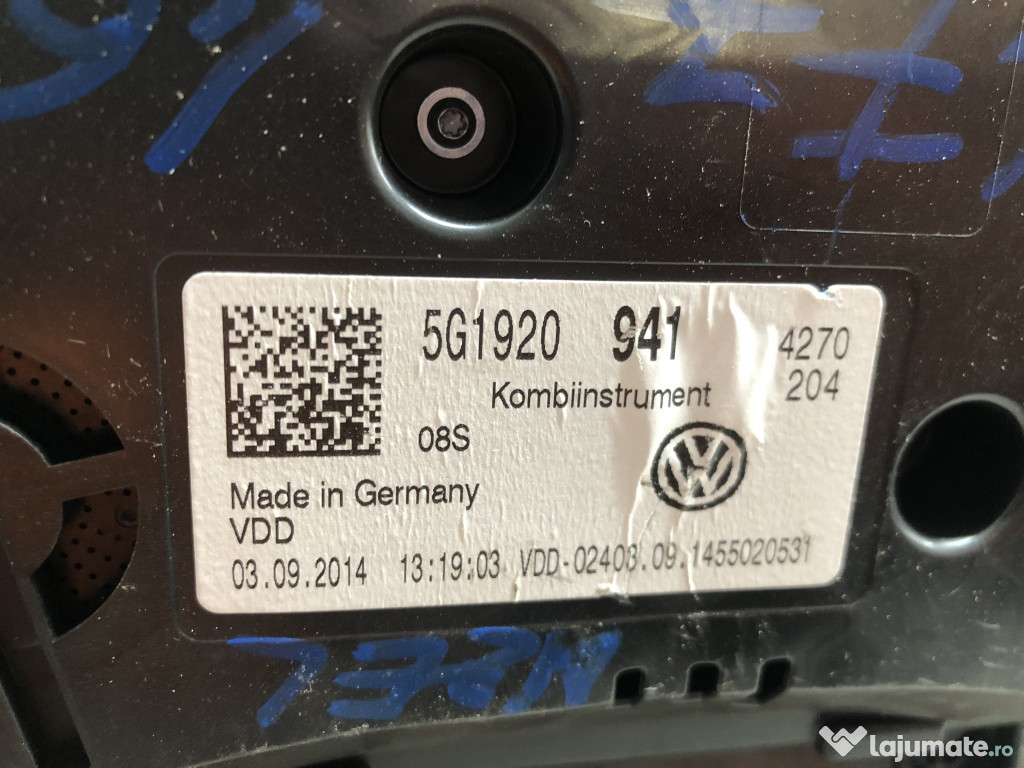 5G1920 941 4270
Kombiinstrument 204
08S
Made in Germany
VDD
03.09.2014 13:19:03 VDD-02403.09.1455020531
lajumate.ro